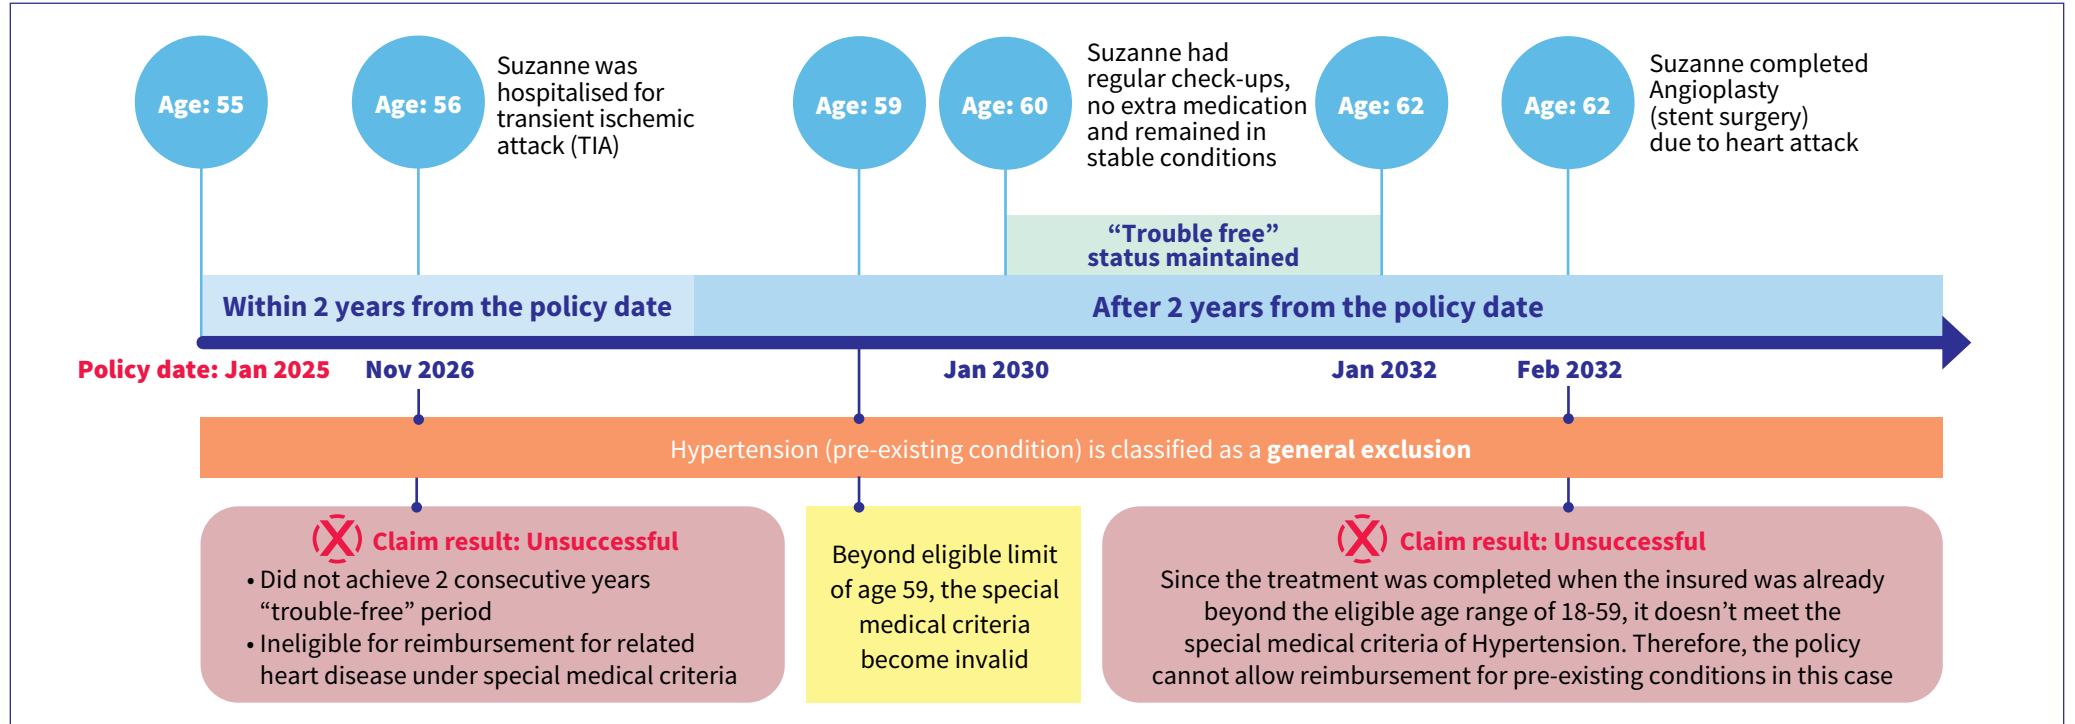 Age: 55
Age: 56
Suzanne was
hospitalised for
transient ischemic
attack (TIA)
Age: 59
Age: 60
Suzanne had
regular check-ups,
no extra medication
and remained in
stable conditions
Age: 62
Age: 62
Suzanne completed
Angioplasty
(stent surgery)
due to heart attack
“Trouble free”
status maintained
Within 2 years from the policy date
After 2 years from the policy date
Policy date: Jan 2025
Nov 2026
Jan 2030
Jan 2032
Feb 2032
Hypertension (pre-existing condition) is classified as a general exclusion
X Claim result: Unsuccessful
• Did not achieve 2 consecutive years
“trouble-free” period
• Ineligible for reimbursement for related
heart disease under special medical criteria
Beyond eligible limit
of age 59, the special
medical criteria
become invalid
X Claim result: Unsuccessful
Since the treatment was completed when the insured was already
beyond the eligible age range of 18-59, it doesn’t meet the
special medical criteria of Hypertension. Therefore, the policy
cannot allow reimbursement for pre-existing conditions in this case